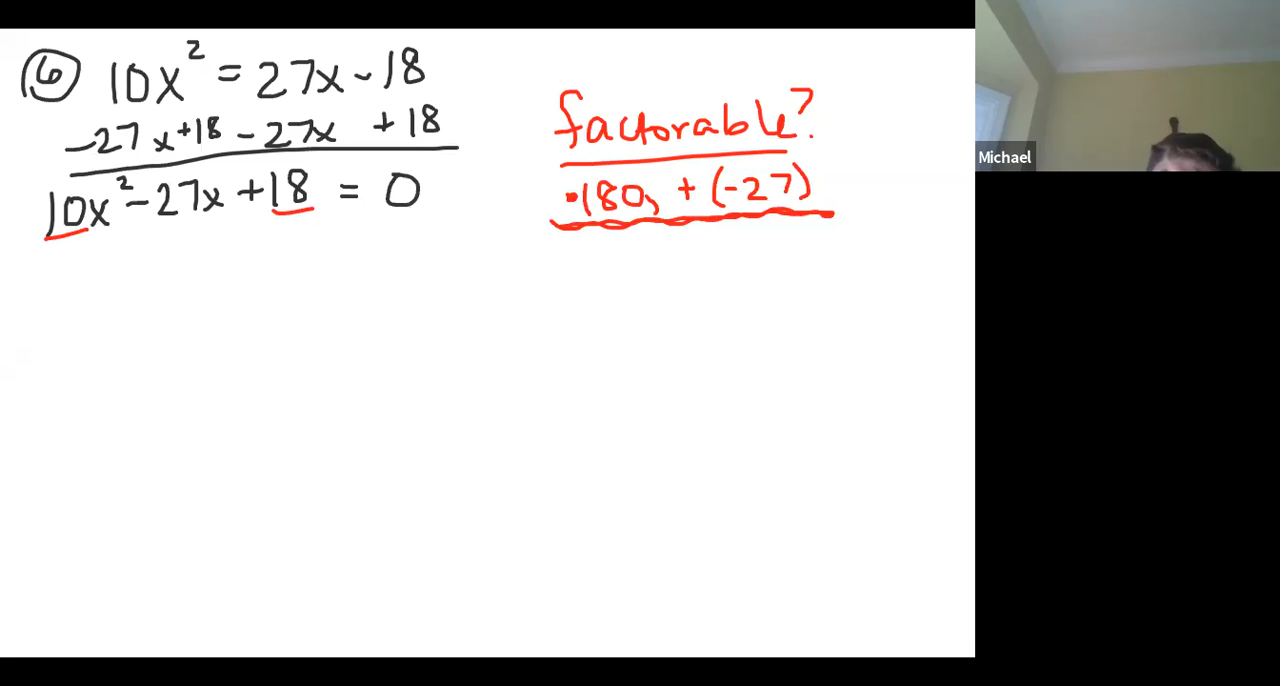 ⑥ 10x² = 27x - 18
-27x +18 - 27x + 18
10x² - 27x + 18 = 0
factorable?
•180, + (-27)
Michael